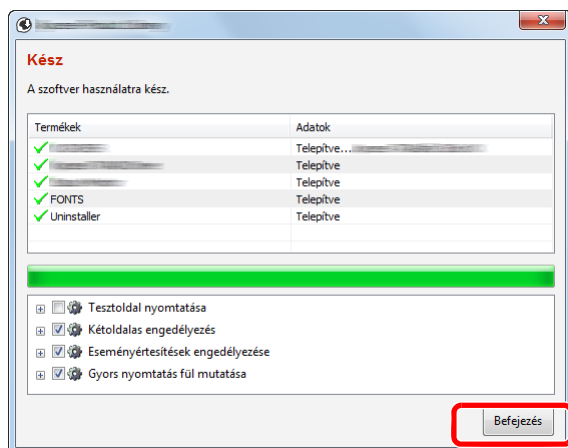 Kész
A szoftver használatra kész.
Termékek Adatok
Telepítve...
Telepítve
Telepítve
FONTS Telepítve
Uninstaller Telepítve
Tesztoldal nyomtatása
Kétoldalas engedélyezés
Eseményértesítések engedélyezése
Gyors nyomtatás fül mutatása
Befejezés